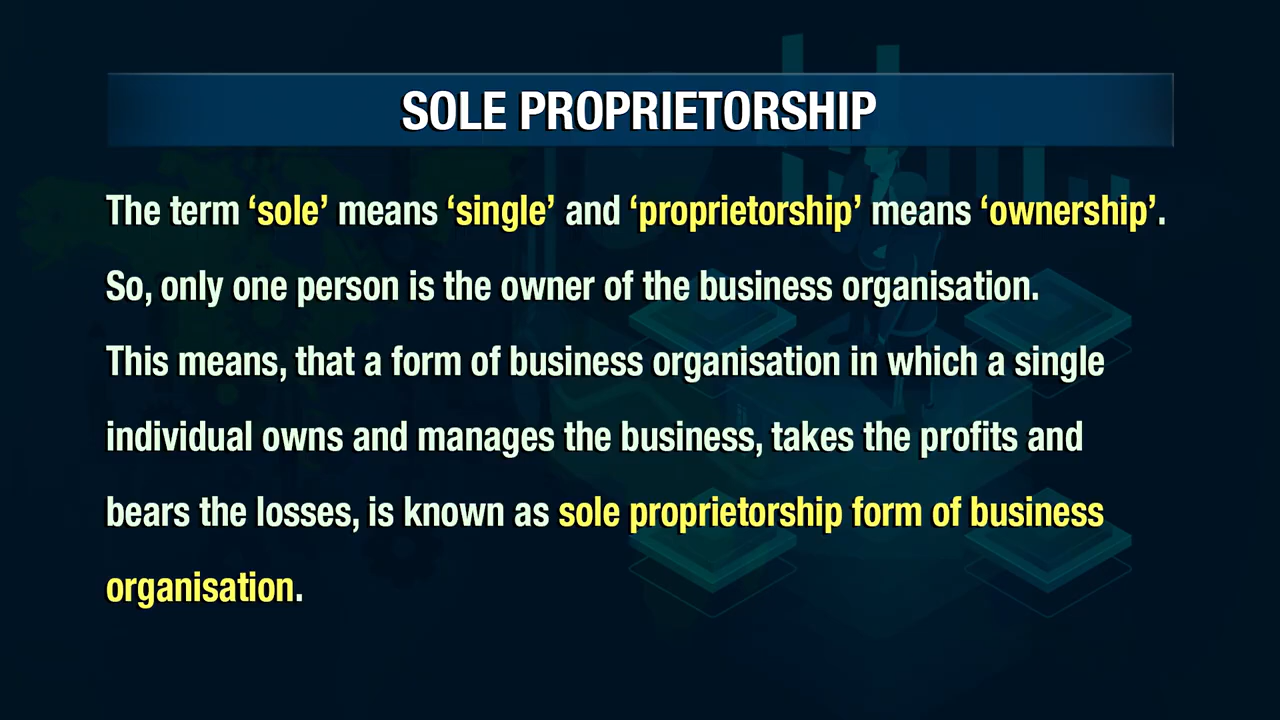 SOLE PROPRIETORSHIP
The term ‘sole’ means ‘single’ and ‘proprietorship’ means ‘ownership’.
So, only one person is the owner of the business organisation.
This means, that a form of business organisation in which a single
individual owns and manages the business, takes the profits and
bears the losses, is known as sole proprietorship form of business
organisation.